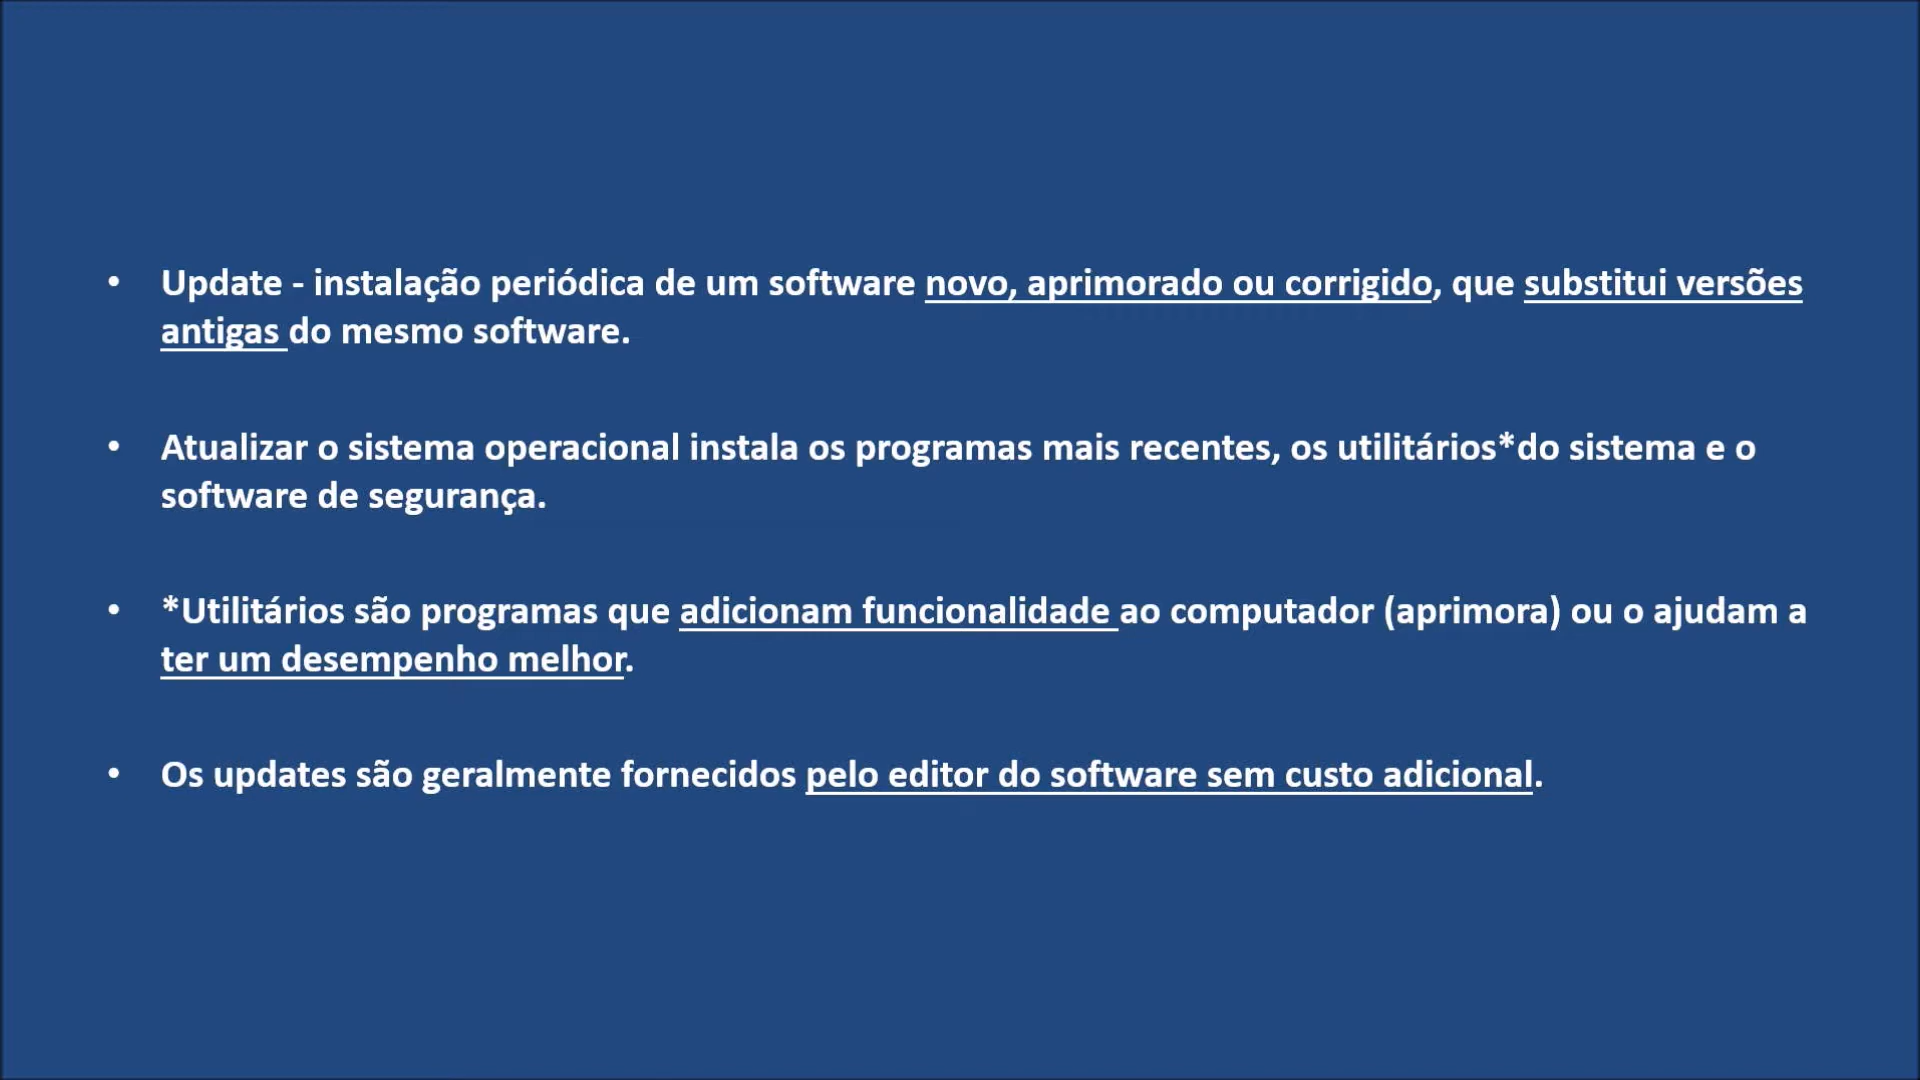 • Update - instalação periódica de um software novo, aprimorado ou corrigido, que substitui versões
antigas do mesmo software.
• Atualizar o sistema operacional instala os programas mais recentes, os utilitários*do sistema e o
software de segurança.
• *Utilitários são programas que adicionam funcionalidade ao computador (aprimora) ou o ajudam a
ter um desempenho melhor.
• Os updates são geralmente fornecidos pelo editor do software sem custo adicional.